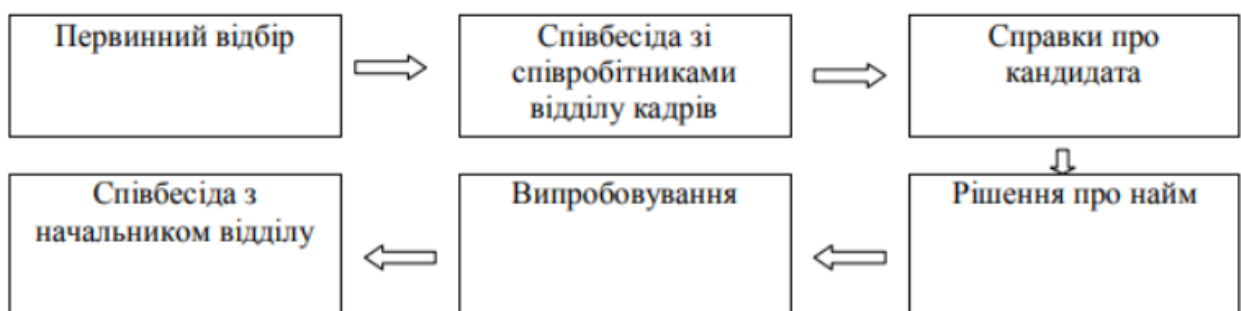 Первинний відбір
Співбесіда зі
співробітниками
відділу кадрів
Справки про
кандидата
Співбесіда з
начальником відділу
Випробовування
Рішення про найм